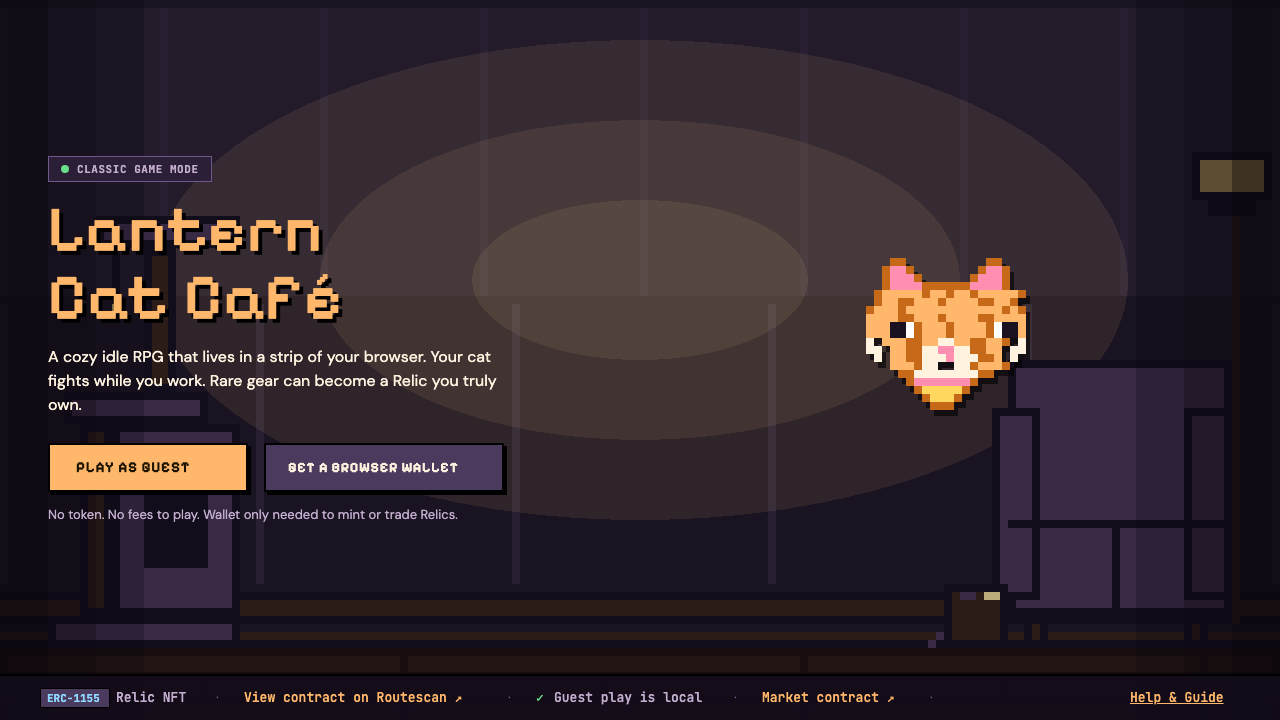 CLASSIC GAME MODE
Lantern
Cat Café
A cozy idle RPG that lives in a strip of your browser. Your cat
fights while you work. Rare gear can become a Relic you truly
own.
PLAY AS GUEST
GET A BROWSER WALLET
No token. No fees to play. Wallet only needed to mint or trade Relics.
ERC-1155 Relic NFT · View contract on Routescan ↗ · ✓ Guest play is local · Market contract ↗ · Help & Guide